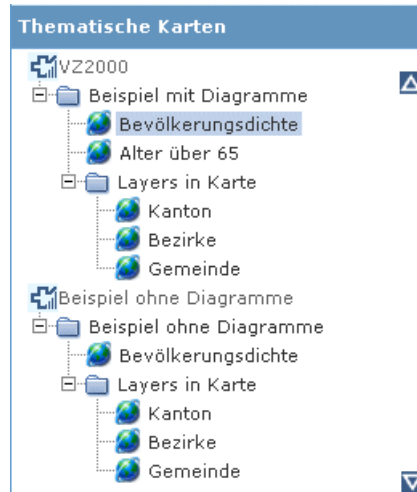 Thematische Karten
VZ2000
Beispiel mit Diagramme
Bevölkerungsdichte
Alter über 65
Layers in Karte
Kanton
Bezirke
Gemeinde
Beispiel ohne Diagramme
Beispiel ohne Diagramme
Bevölkerungsdichte
Layers in Karte
Kanton
Bezirke
Gemeinde